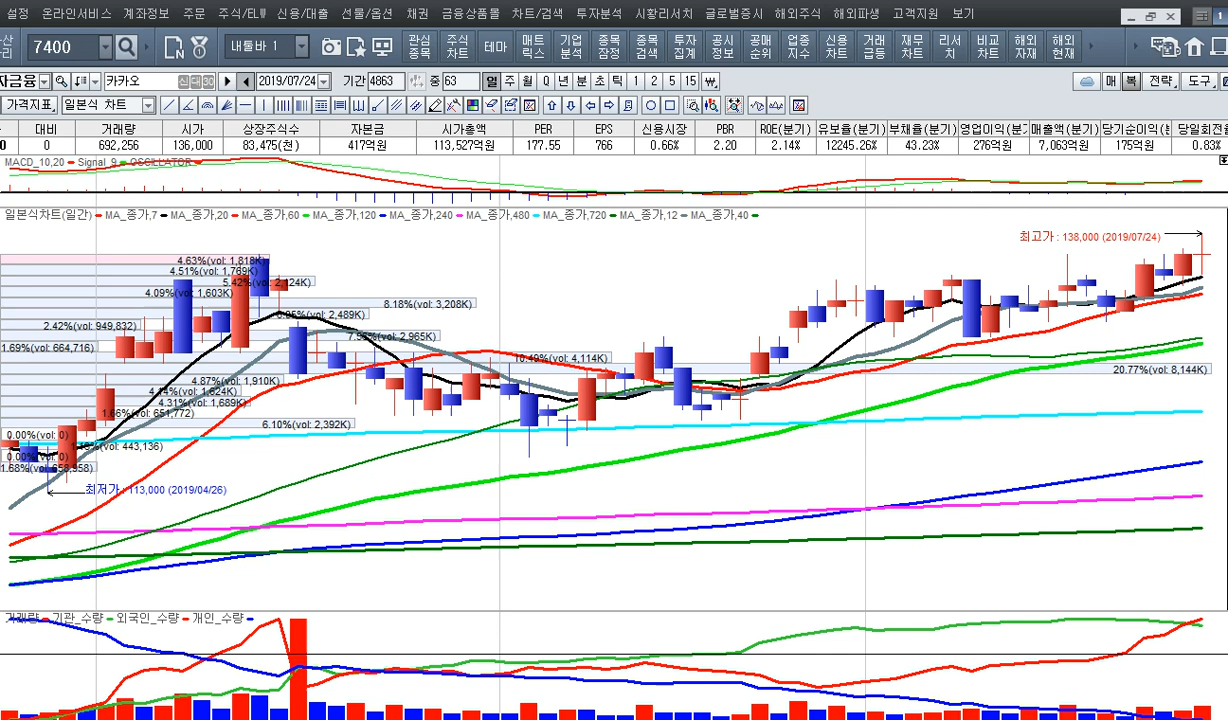 설정 온라인서비스 계좌정보 주문 주식/ELW 신용/대출 선물/옵션 채권 금융상품몰 차트/검색 투자분석 시황리서치 글로벌증시 해외주식 해외파생 고객지원 보기
7400 내툴바 1 관심종목 주식차트 테마 매트릭스 기업분석 종목잠정 종목검색 투자집계 공시정보 공매순위 업종지수 신용차트 거래급등 재무차트 리서치 비교차트 해외자재 해외현재
자금융 카카오 신 대 30 2019/07/24 기간 4863 중 63 일 주 월 Q 년 분 초 틱 1 2 3 5 15 매 복 전략 도구
가격지표 일본식 차트
대비 거래량 시가 상장주식수 자본금 시가총액 PER EPS 신용시장 PBR ROE(분기) 유보율(분기) 부채율(분기) 영업이익(분기 매출액(분기) 당기순이익(분 당일회전율
0 0 692,256 136,000 83,475(천) 417억원 113,527억원 177.55 766 0.66% 2.20 2.14% 12245.26% 43.23% 276억원 7,063억원 175억원 0.83%
MACD_10,20 Signal_9 OSCILLATOR
일본식차트(일간) MA_종가,7 MA_종가,20 MA_종가,60 MA_종가,120 MA_종가,240 MA_종가,480 MA_종가,720 MA_종가,12 MA_종가,40
최고가 : 138,000 (2019/07/24)
4.63%(vol: 1,818K)
4.51%(vol: 1,769K)
5.42%(vol: 2,124K)
4.09%(vol: 1,603K)
8.18%(vol: 3,208K)
(vol: 2,489K)
2.42%(vol: 949,832)
(vol: 2,965K)
1.69%(vol: 664,716)
10.49%(vol: 4,114K)
20.77%(vol: 8,144K)
4.87%(vol: 1,910K)
4.14%(vol: 1,624K)
4.31%(vol: 1,689K)
1.66%(vol: 651,772)
6.10%(vol: 2,392K)
0.00%(vol: 0)
(vol: 443,136)
0.00%(vol: 0)
1.68%(vol: 658,958)
최저가 : 113,000 (2019/04/26)
거래량 기관_수량 외국인_수량 개인_수량